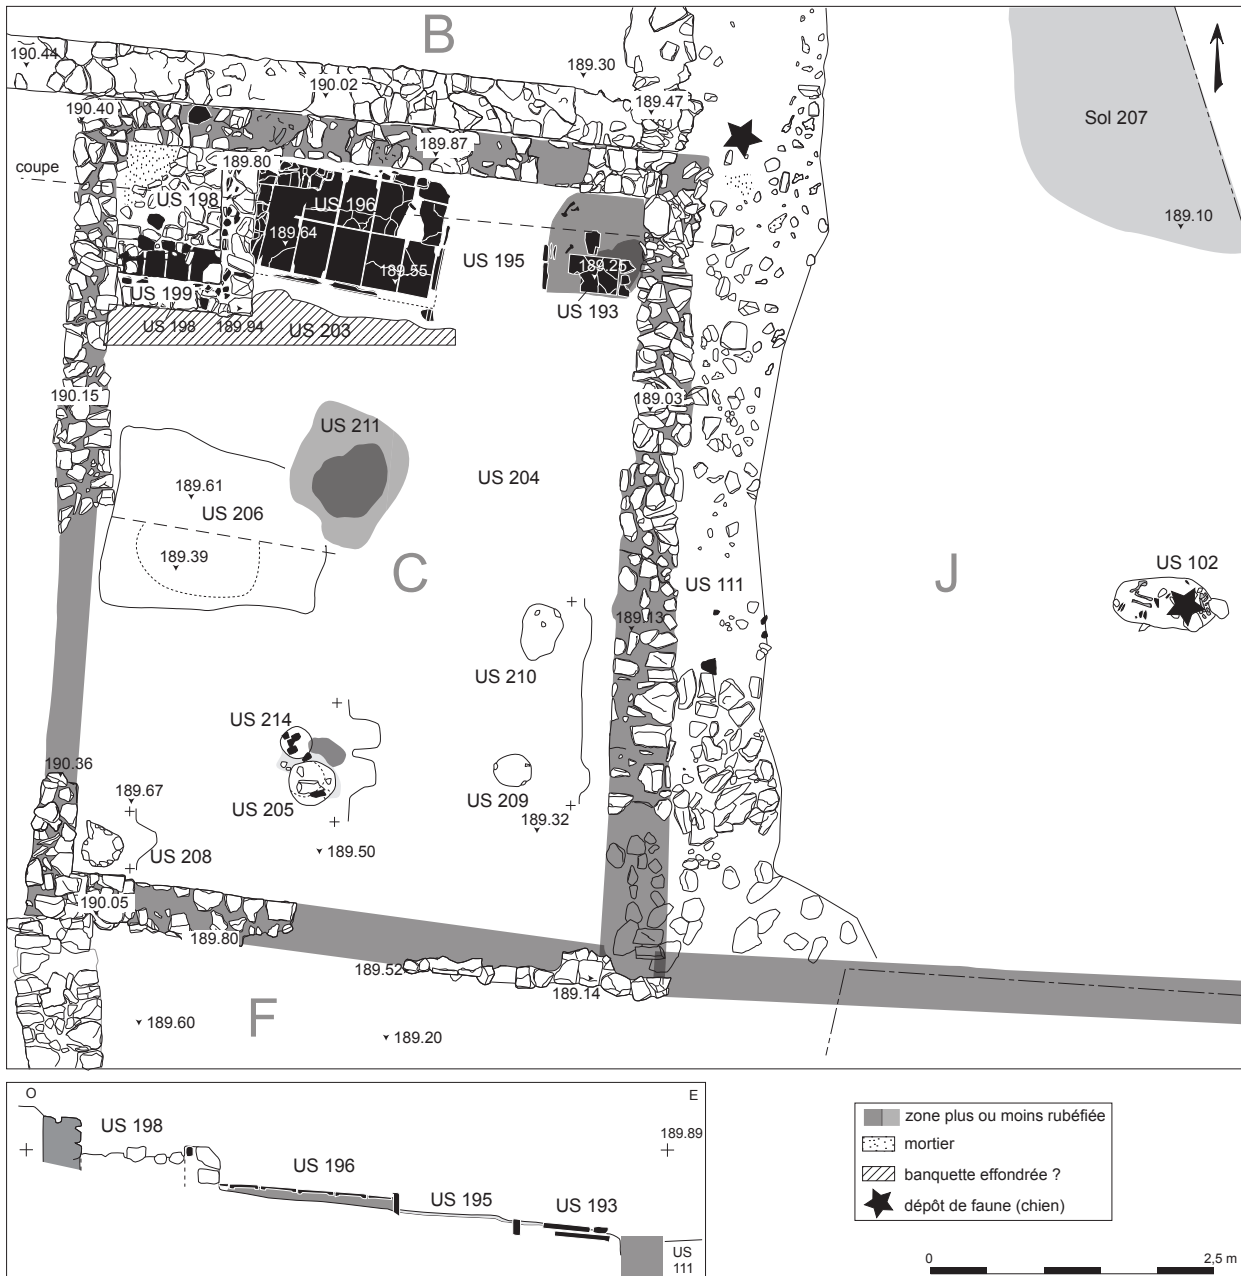 B
190.44
189.30
190.02
189.47
190.40
Sol 207
189.87
coupe
189.80
US 198
US 196
189.10
189.64
US 195
189.55
189.25
US 199
US 193
US 198
189.94
US 203
190.15
189.03
US 211
US 204
189.61
US 206
189.39
C
J
US 102
US 111
189.13
US 210
US 214
190.36
189.67
US 205
US 209
189.32
US 208
189.50
190.05
189.80
189.52
189.14
F
189.60
189.20
O
E
US 198
189.89
US 196
US 195
US 193
US
111
zone plus ou moins rubéfiée
mortier
banquette effondrée ?
dépôt de faune (chien)
0
2,5 m